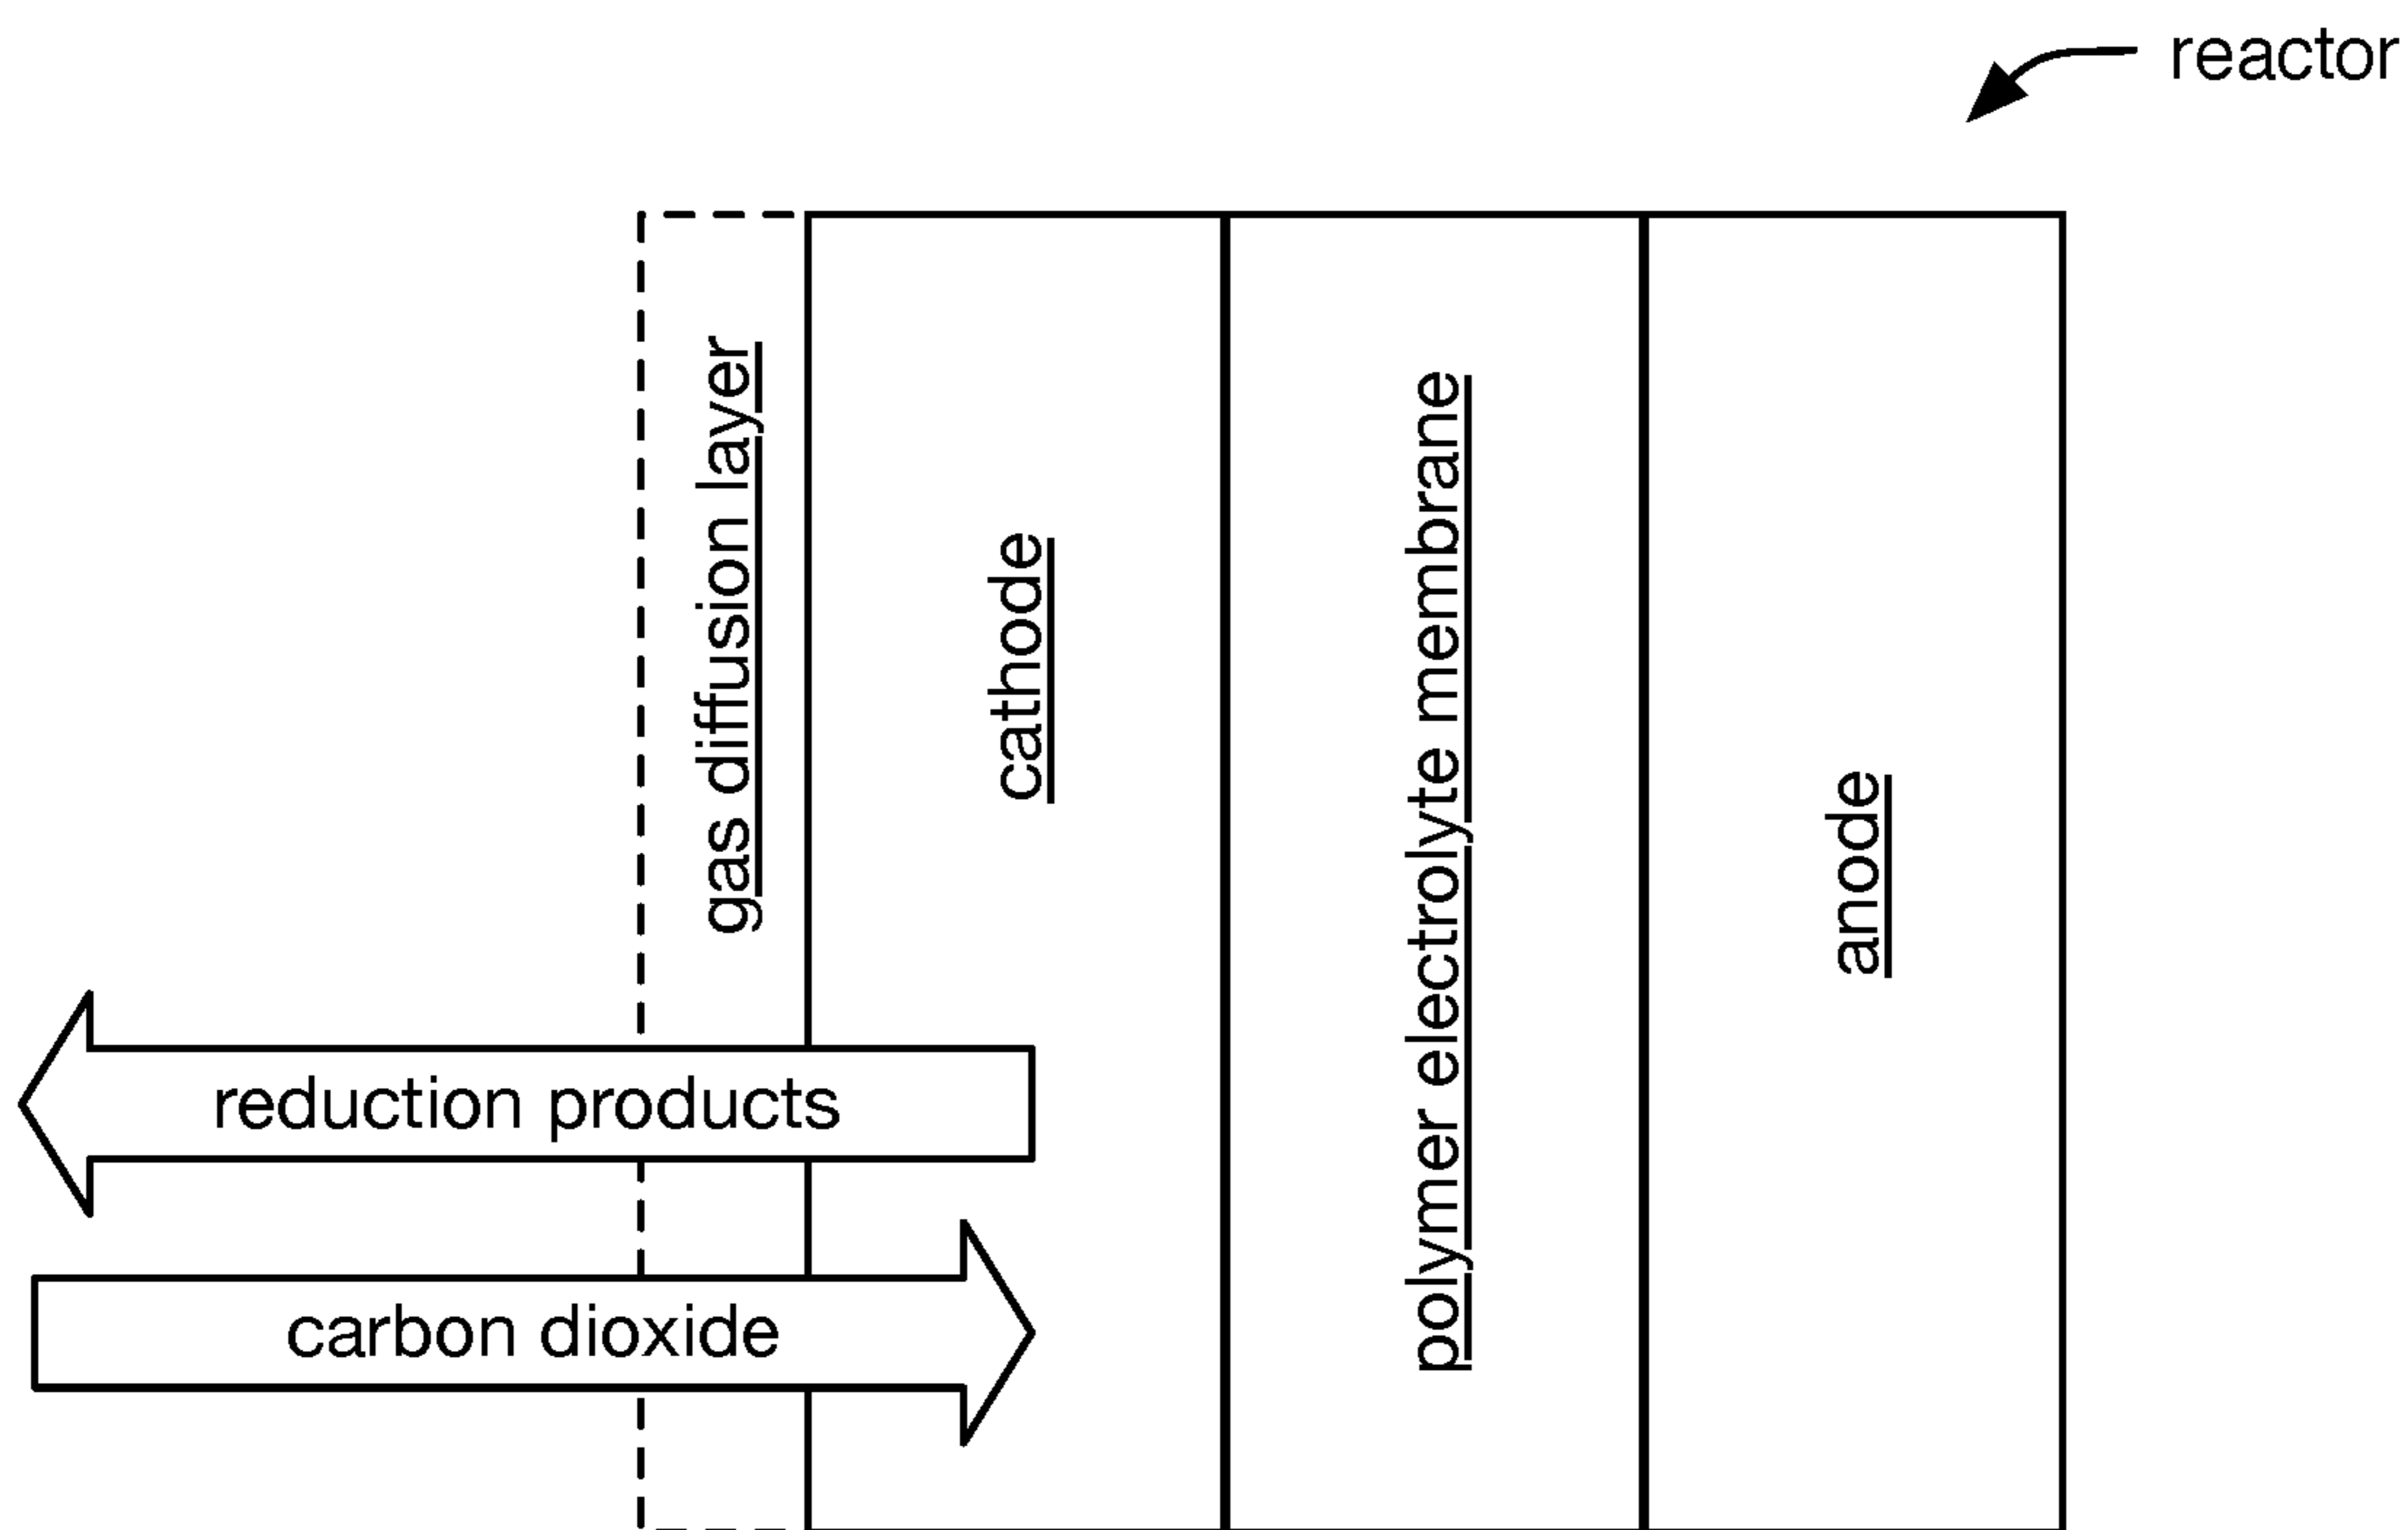 reactor
gas diffusion layer
cathode
polymer electrolyte membrane
anode
reduction products
carbon dioxide